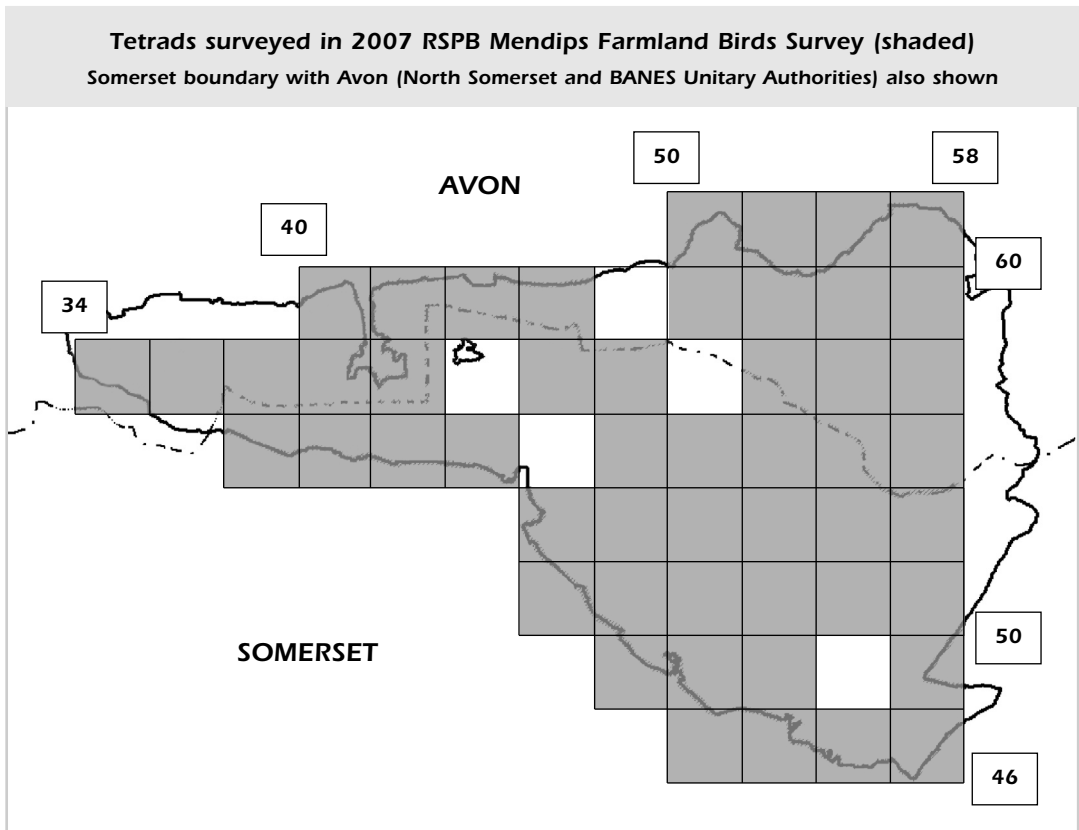 Tetrads surveyed in 2007 RSPB Mendips Farmland Birds Survey (shaded)
Somerset boundary with Avon (North Somerset and BANES Unitary Authorities) also shown
50
58
AVON
40
60
34
50
SOMERSET
46